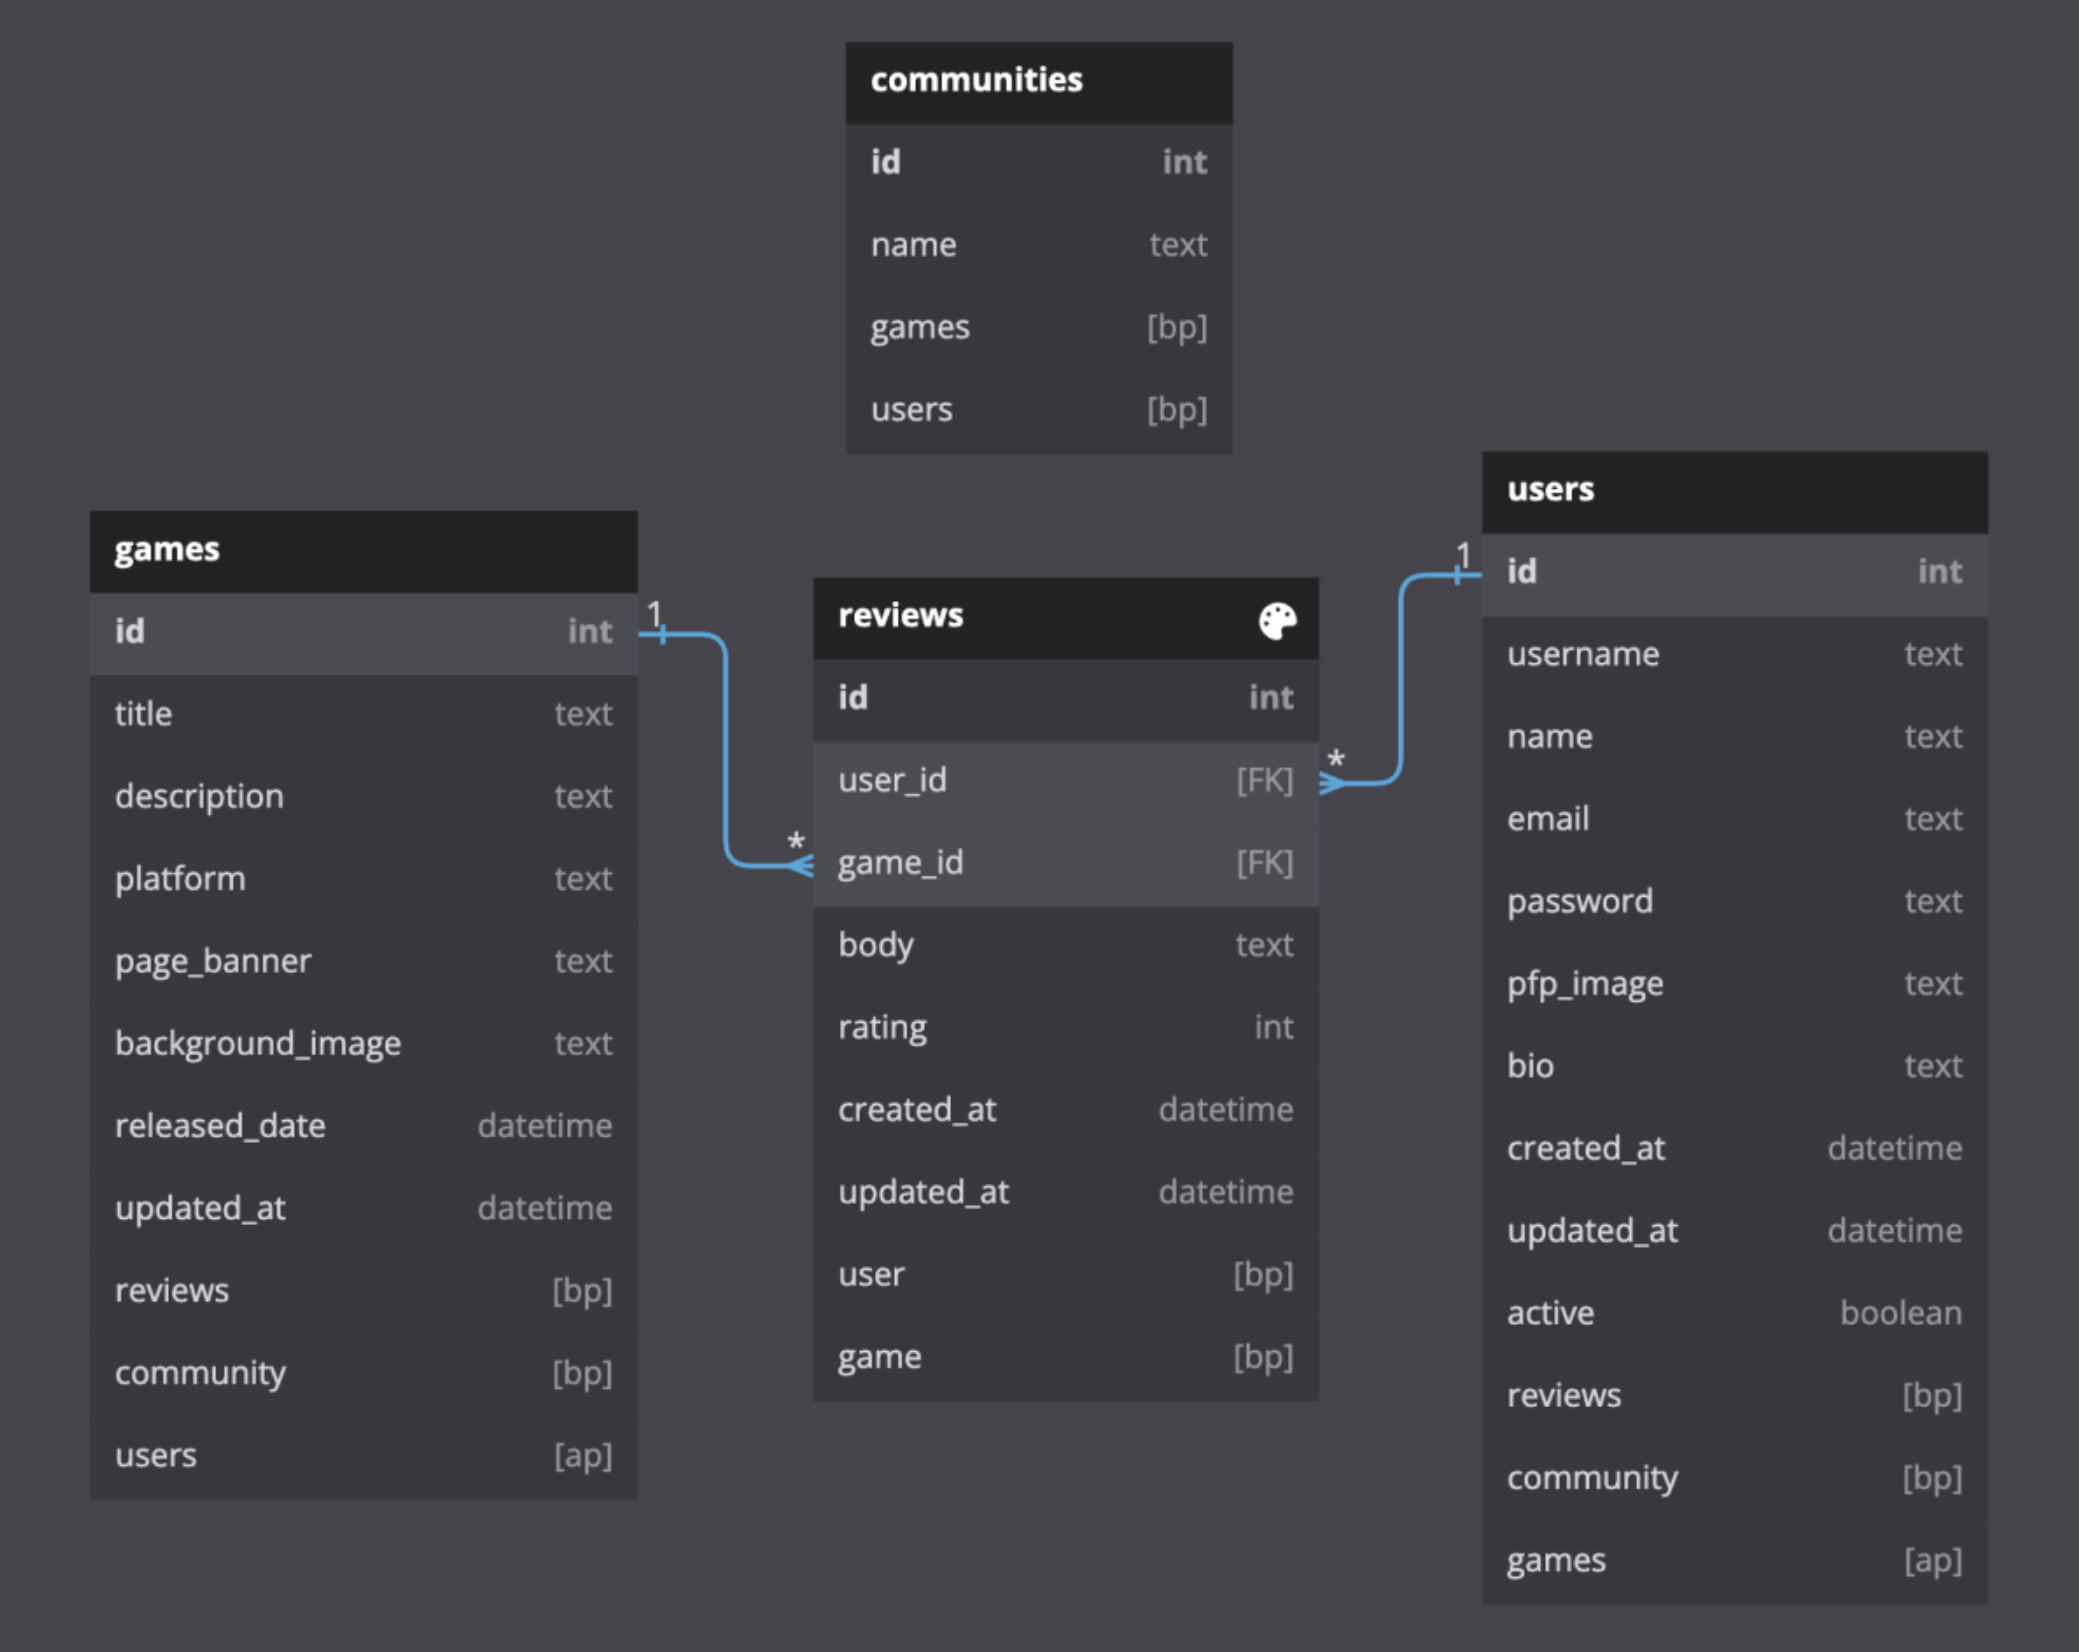 communities
id int
name text
games [bp]
users [bp]
games
id int
title text
description text
platform text
page_banner text
background_image text
released_date datetime
updated_at datetime
reviews [bp]
community [bp]
users [ap]
1
*
reviews
id int
user_id [FK]
game_id [FK]
body text
rating int
created_at datetime
updated_at datetime
user [bp]
game [bp]
*
1
users
id int
username text
name text
email text
password text
pfp_image text
bio text
created_at datetime
updated_at datetime
active boolean
reviews [bp]
community [bp]
games [ap]